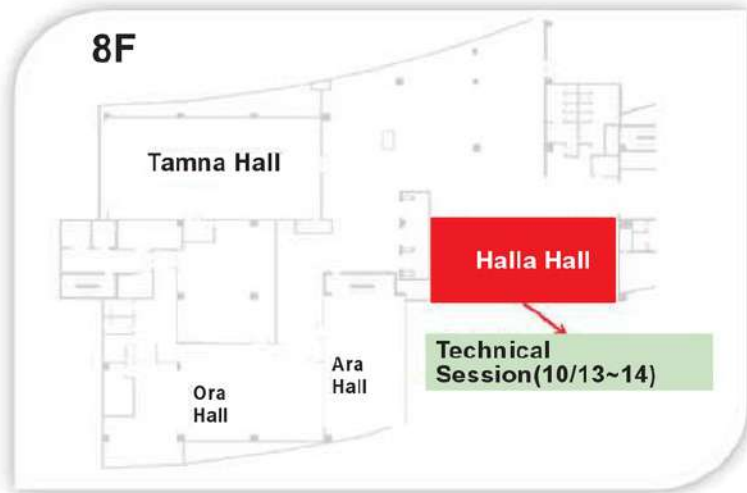 8F
Tamna Hall
Halla Hall
Technical
Session(10/13~14)
Ara
Hall
Ora
Hall